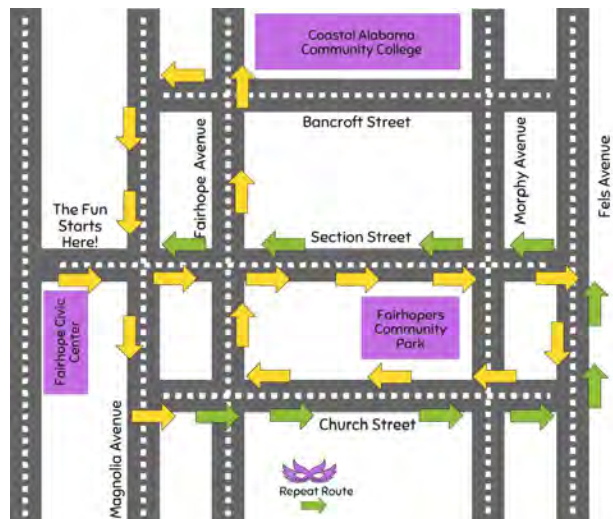 Coastal Alabama
Community College
Bancroft Street
Fairhope Avenue
Morphy Avenue
Fels Avenue
The Fun
Starts
Here!
Section Street
Fairhope Civic
Center
Fairhopers
Community
Park
Magnolia Avenue
Church Street
Repeat Route